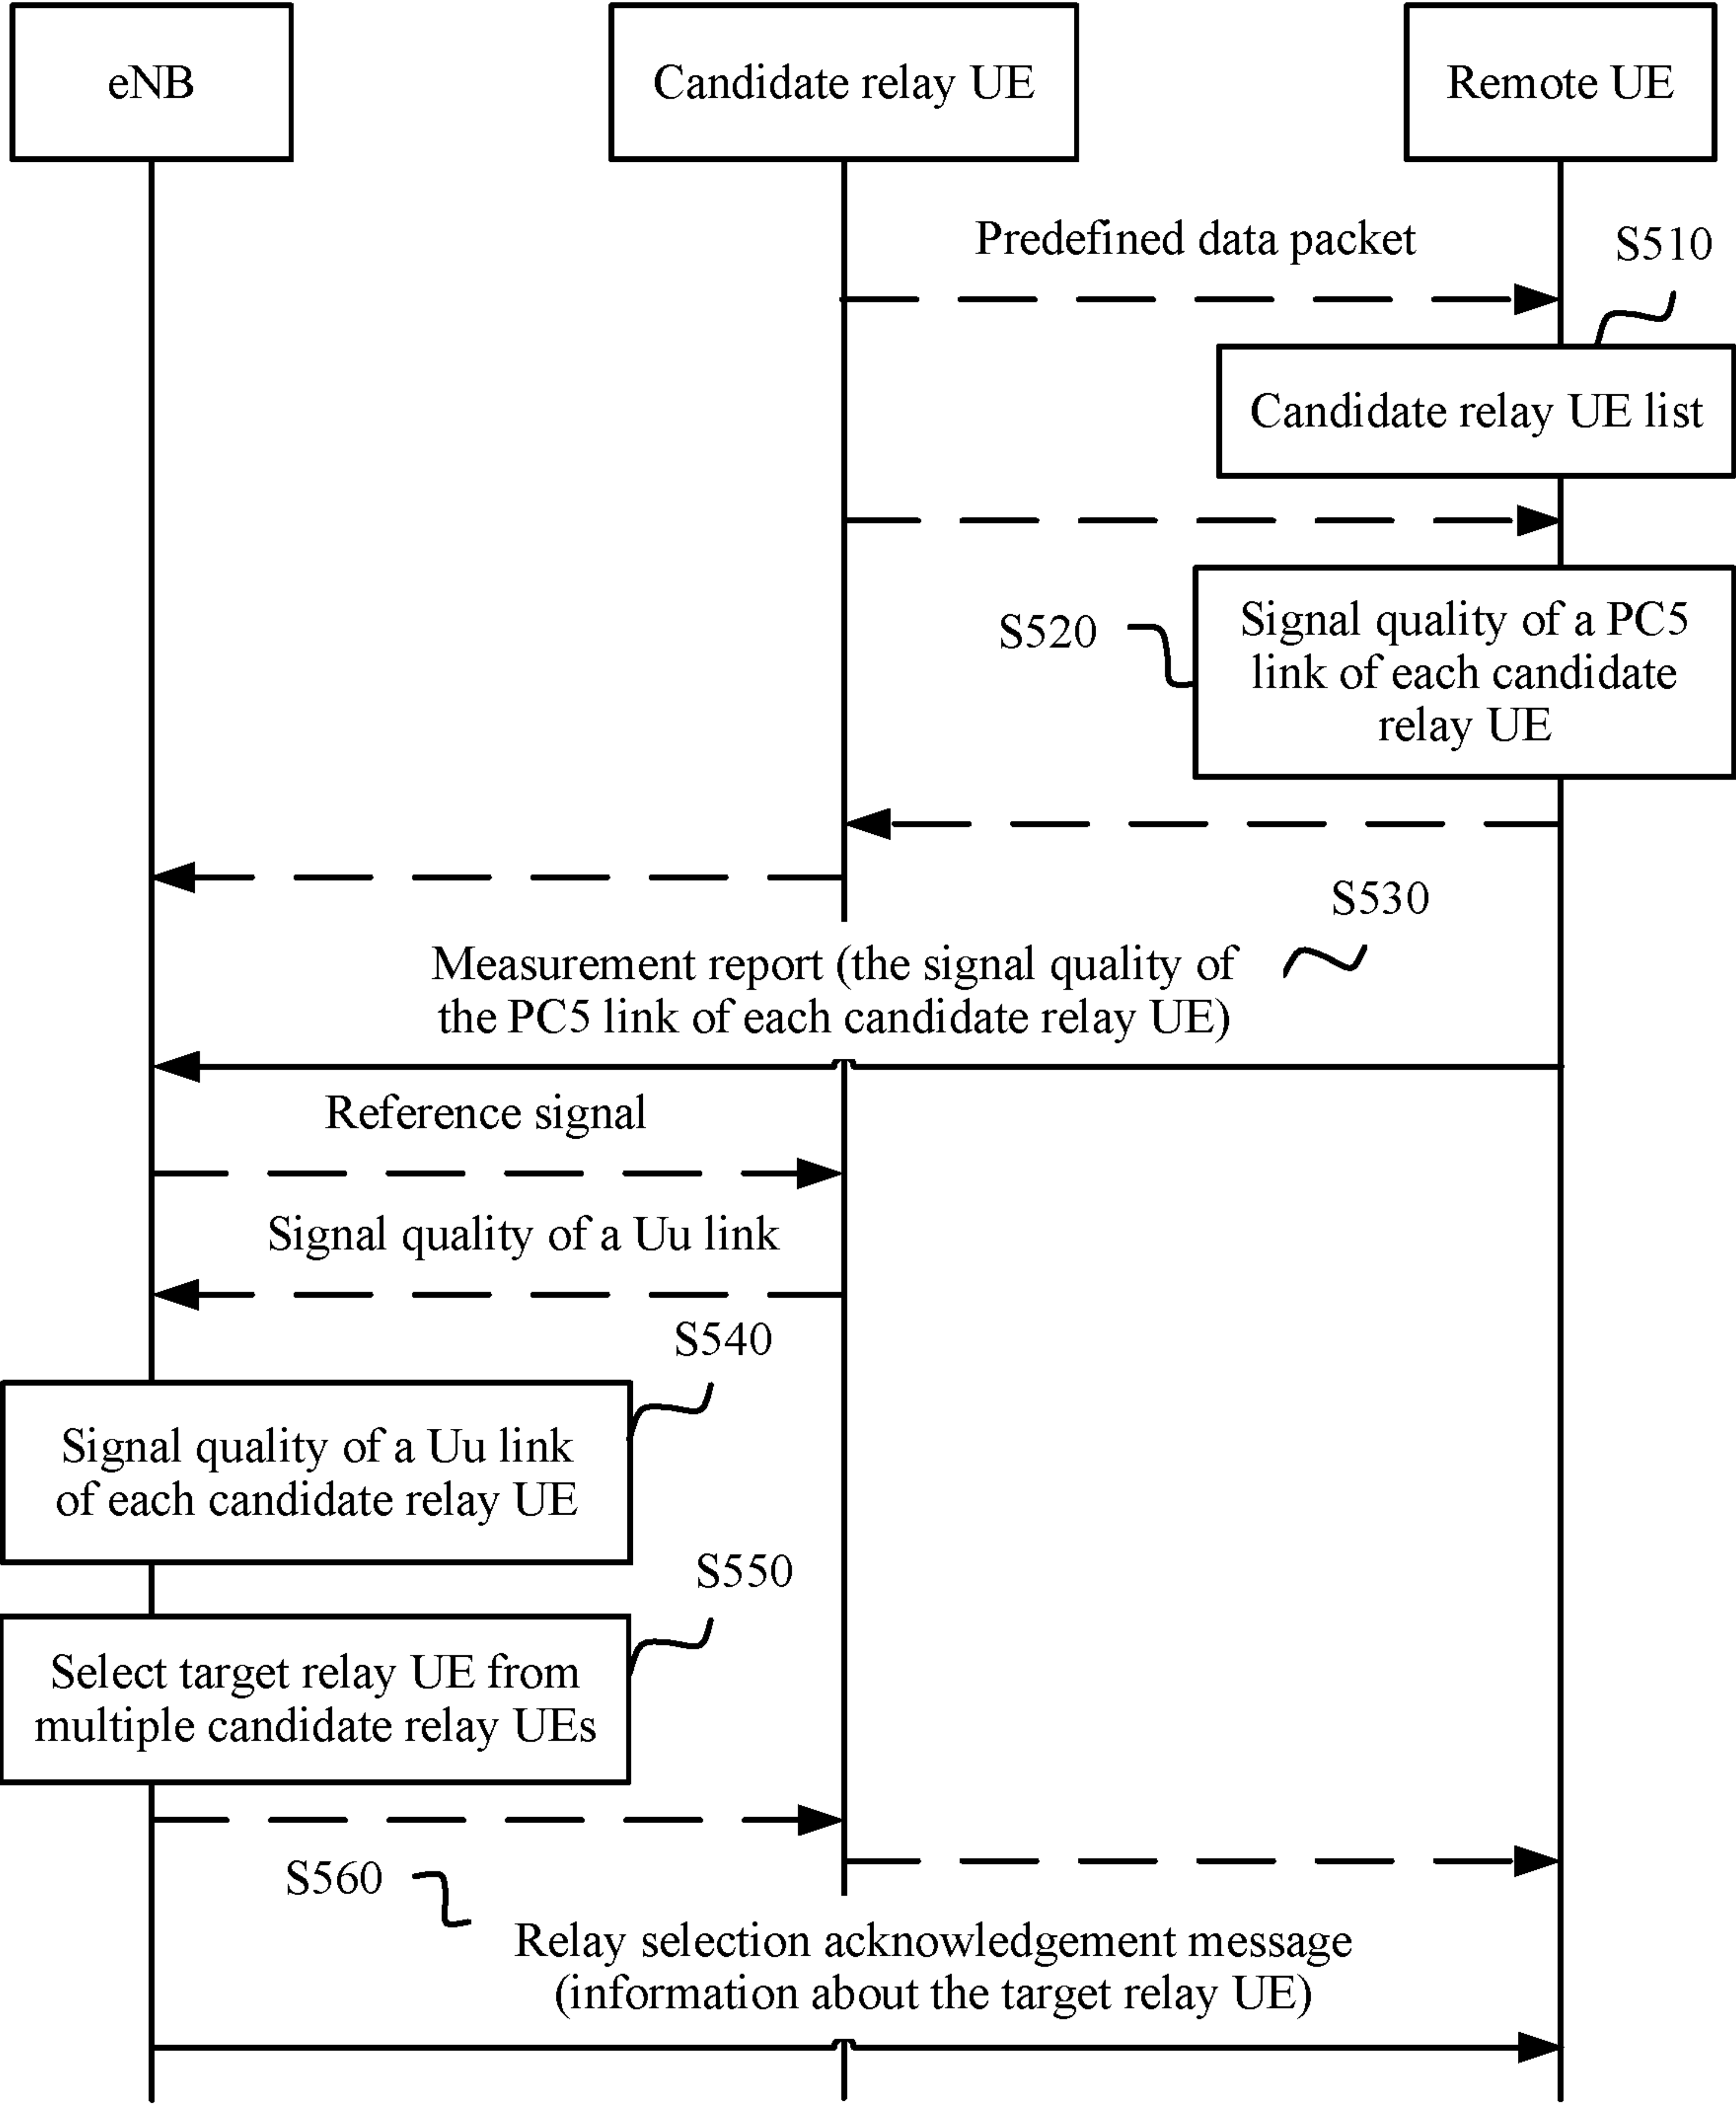 eNB
Candidate relay UE
Remote UE
Predefined data packet
S510
Candidate relay UE list
S520
Signal quality of a PC5
link of each candidate
relay UE
S530
Measurement report (the signal quality of
the PC5 link of each candidate relay UE)
Reference signal
Signal quality of a Uu link
S540
Signal quality of a Uu link
of each candidate relay UE
S550
Select target relay UE from
multiple candidate relay UEs
S560
Relay selection acknowledgement message
(information about the target relay UE)